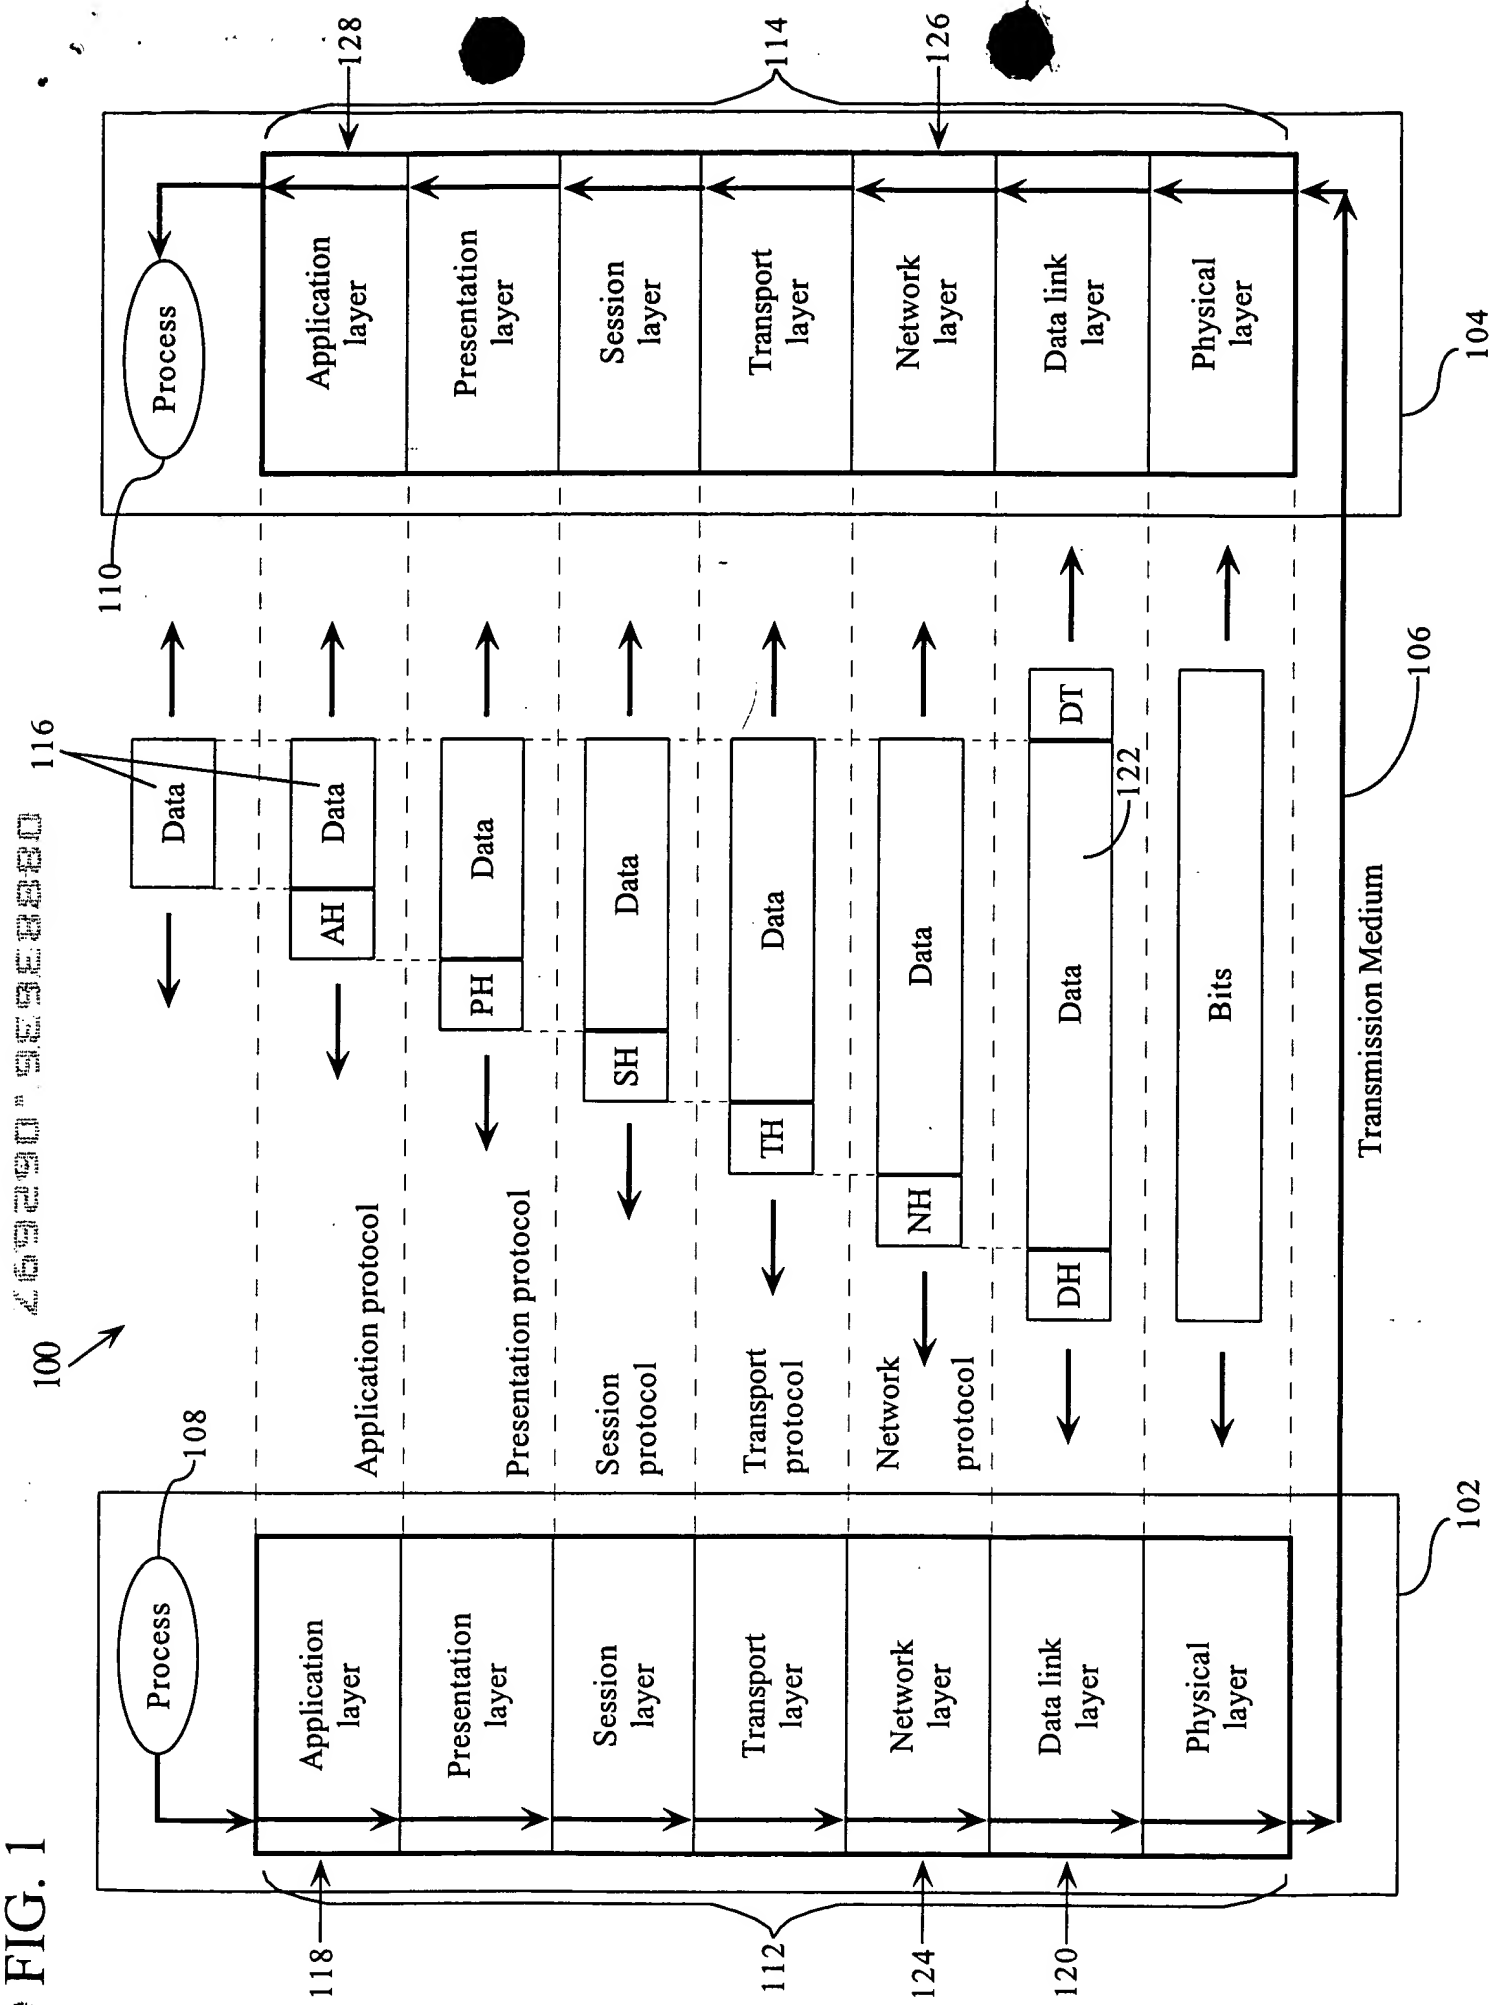 FIG. 1
100
116
108
110
Process
Data
Process
118
Application
layer
Application protocol
AH
Data
Application
layer
128
Presentation
layer
Presentation protocol
PH
Data
Presentation
layer
Session
layer
Session
protocol
SH
Data
Session
layer
112
Transport
layer
Transport
protocol
TH
Data
Transport
layer
114
124
Network
layer
Network
protocol
NH
Data
Network
layer
126
120
Data link
layer
DH
Data
DT
122
Data link
layer
Physical
layer
Bits
Physical
layer
Transmission Medium
106
102
104